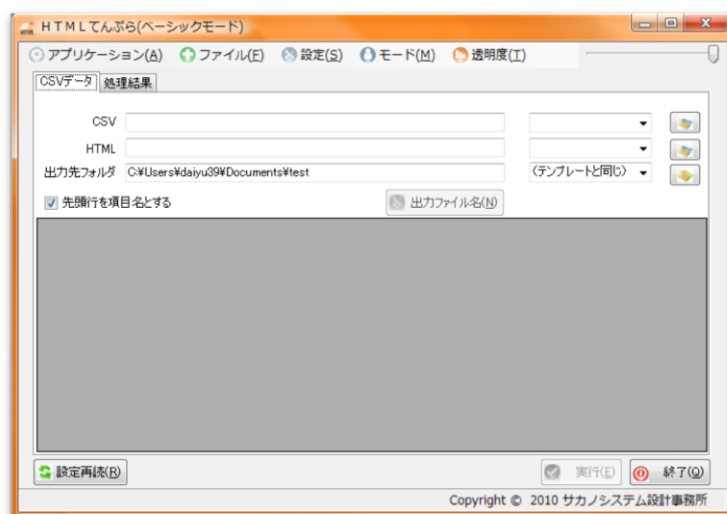 HTMLてんぷら(ベーシックモード)
アプリケーション(A) ファイル(F) 設定(S) モード(M) 透明度(T)
CSVデータ 処理結果
CSV
HTML
出力先フォルダ C:¥Users¥daiyu39¥Documents¥test (テンプレートと同じ)
先頭行を項目名とする 出力ファイル名(N)
設定再読(R) 実行(E) 終了(Q)
Copyright © 2010 サカノシステム設計事務所